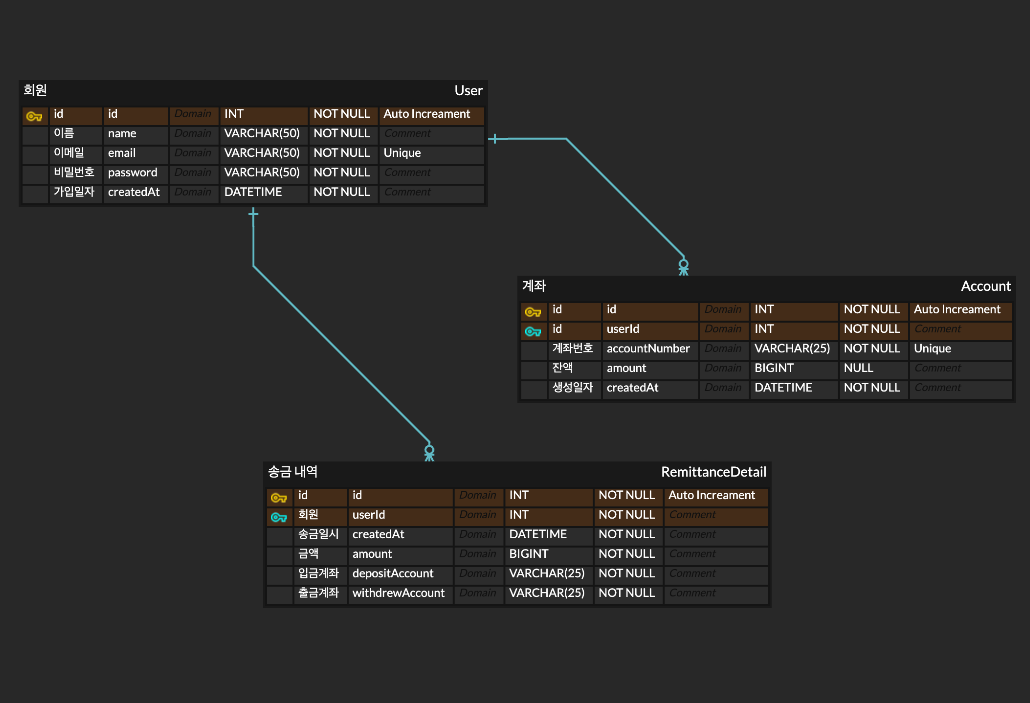 회원 User
id id Domain INT NOT NULL Auto Increament
이름 name Domain VARCHAR(50) NOT NULL Comment
이메일 email Domain VARCHAR(50) NOT NULL Unique
비밀번호 password Domain VARCHAR(50) NOT NULL Comment
가입일자 createdAt Domain DATETIME NOT NULL Comment
계좌 Account
id id Domain INT NOT NULL Auto Increament
id userId Domain INT NOT NULL Comment
계좌번호 accountNumber Domain VARCHAR(25) NOT NULL Unique
잔액 amount Domain BIGINT NULL Comment
생성일자 createdAt Domain DATETIME NOT NULL Comment
송금 내역 RemittanceDetail
id id Domain INT NOT NULL Auto Increament
회원 userId Domain INT NOT NULL Comment
송금일시 createdAt Domain DATETIME NOT NULL Comment
금액 amount Domain BIGINT NOT NULL Comment
입금계좌 depositAccount Domain VARCHAR(25) NOT NULL Comment
출금계좌 withdrewAccount Domain VARCHAR(25) NOT NULL Comment